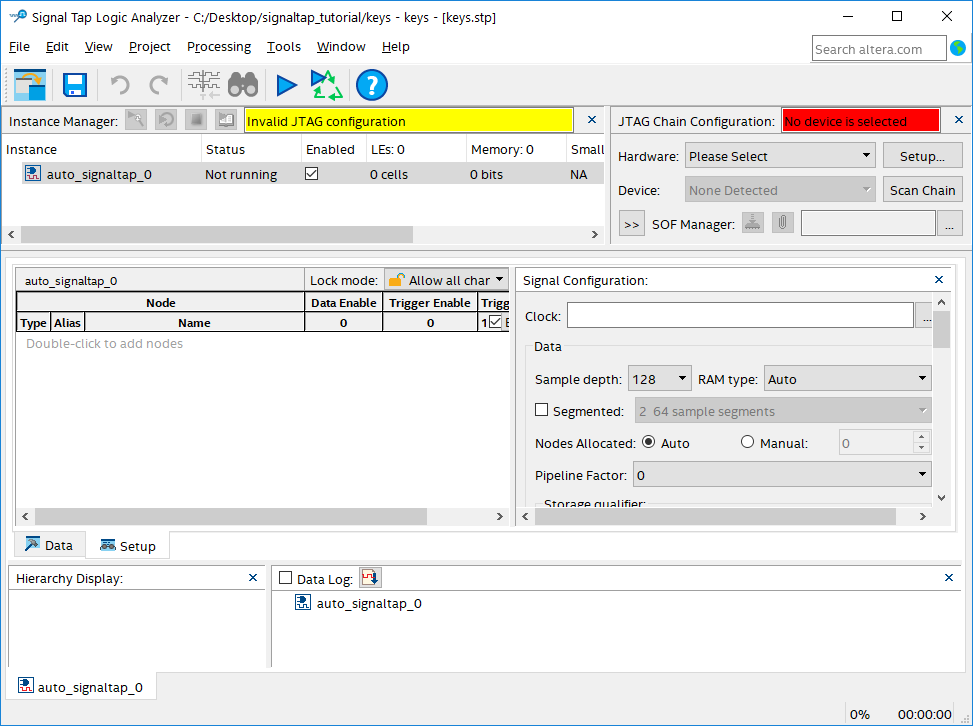 Signal Tap Logic Analyzer - C:/Desktop/signaltap_tutorial/keys - keys - [keys.stp]
File Edit View Project Processing Tools Window Help
Search altera.com
Instance Manager: Invalid JTAG configuration
Instance Status Enabled LEs: 0 Memory: 0 Small
auto_signaltap_0 Not running 0 cells 0 bits NA
JTAG Chain Configuration: No device is selected
Hardware: Please Select Setup...
Device: None Detected Scan Chain
>> SOF Manager: ...
auto_signaltap_0 Lock mode: Allow all char
Node Data Enable Trigger Enable Trigg
Type Alias Name 0 0 1
Double-click to add nodes
Signal Configuration:
Clock: ...
Data
Sample depth: 128 RAM type: Auto
Segmented: 2 64 sample segments
Nodes Allocated: Auto Manual: 0
Pipeline Factor: 0
Storage qualifier:
Data Setup
Hierarchy Display:
Data Log:
auto_signaltap_0
auto_signaltap_0
0% 00:00:00